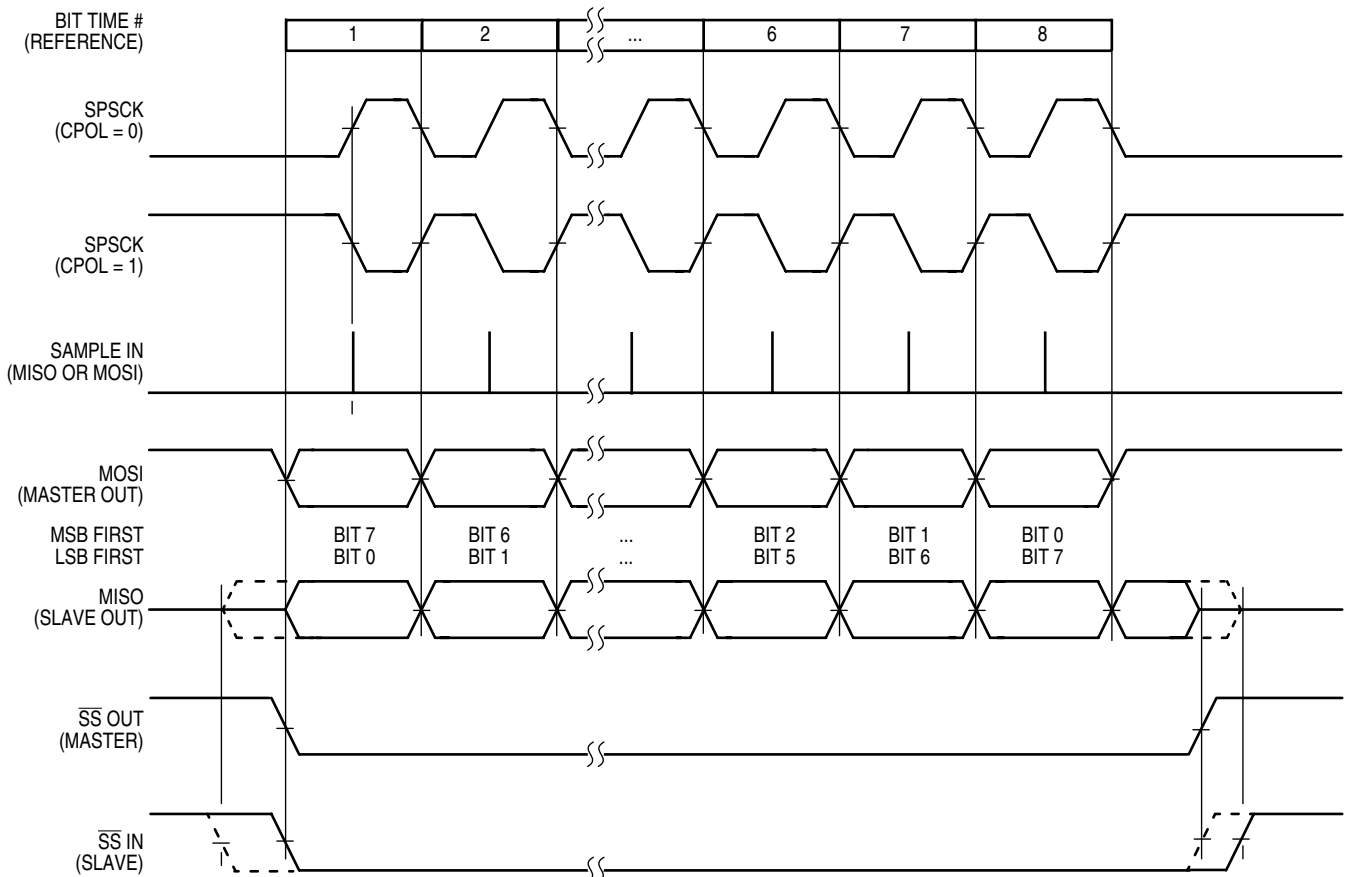 BIT TIME #
(REFERENCE)
1 2 ... 6 7 8
SPSCK
(CPOL = 0)
SPSCK
(CPOL = 1)
SAMPLE IN
(MISO OR MOSI)
MOSI
(MASTER OUT)
MSB FIRST BIT 7 BIT 6 ... BIT 2 BIT 1 BIT 0
LSB FIRST BIT 0 BIT 1 ... BIT 5 BIT 6 BIT 7
MISO
(SLAVE OUT)
S̅S̅ OUT
(MASTER)
S̅S̅ IN
(SLAVE)